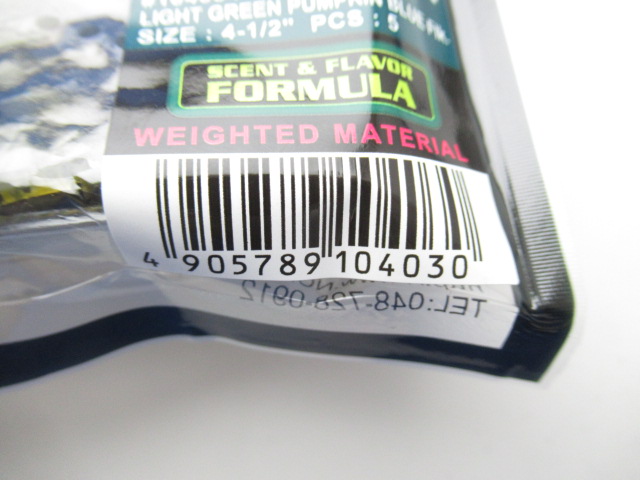 LIGHT GREEN PUMPKIN BLUE FK.
SIZE : 4-1/2" PCS : 5
SCENT & FLAVOR
FORMULA
WEIGHTED MATERIAL
4 905789 104030
TEL:048-728-0912